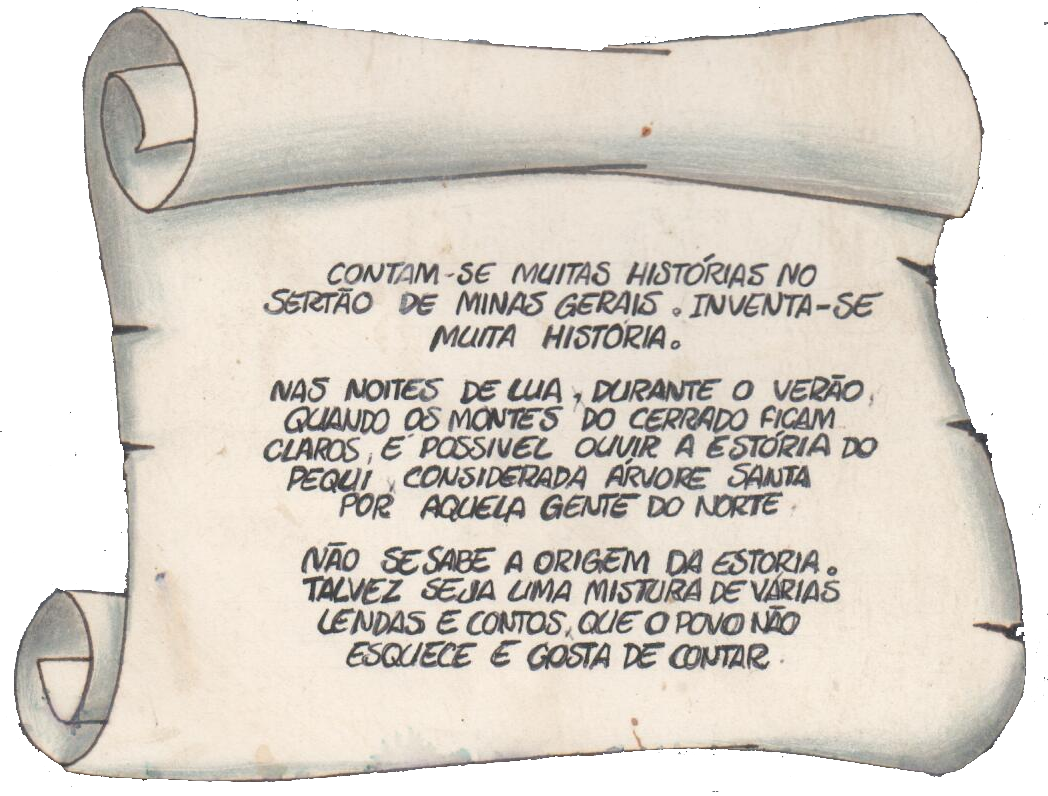 CONTAM-SE MUITAS HISTÓRIAS NO
SERTÃO DE MINAS GERAIS. INVENTA-SE
MUITA HISTÓRIA.
NAS NOITES DE LUA, DURANTE O VERÃO,
QUANDO OS MONTES DO CERRADO FICAM
CLAROS, É POSSIVEL OUVIR A ESTÓRIA DO
PEQUI, CONSIDERADA ÁRVORE SANTA
POR AQUELA GENTE DO NORTE.
NÃO SE SABE A ORIGEM DA ESTORIA.
TALVEZ SEJA UMA MISTURA DE VÁRIAS
LENDAS E CONTOS, QUE O POVO NÃO
ESQUECE E GOSTA DE CONTAR.